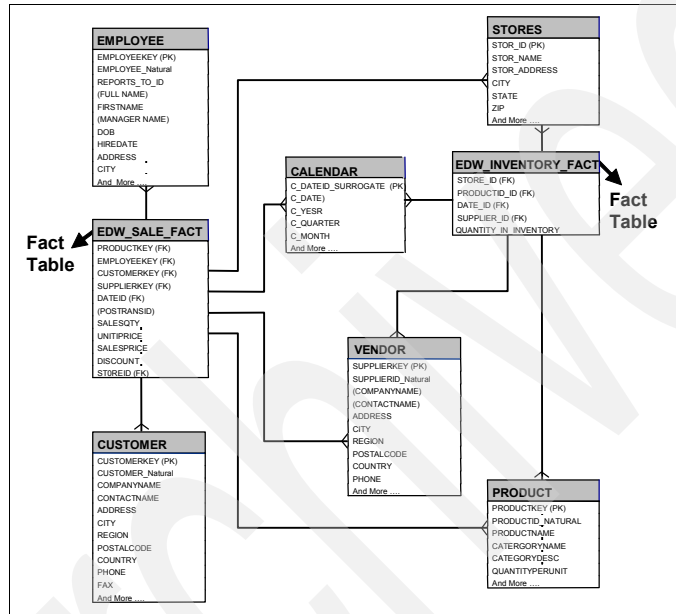 EMPLOYEE
EMPLOYEEKEY (PK)
EMPLOYEE_Natural
REPORTS_TO_ID
(FULL NAME)
FIRSTNAME
(MANAGER NAME)
DOB
HIREDATE
ADDRESS
CITY
And More ....
STORES
STOR_ID (PK)
STOR_NAME
STOR_ADDRESS
CITY
STATE
ZIP
And More ....
CALENDAR
C_DATEID_SURROGATE (PK
C_DATE)
C_YESR
C_QUARTER
C_MONTH
And More ....
EDW_INVENTORY_FACT
STORE_ID (FK)
PRODUCTID_ID (FK)
DATE_ID (FK)
SUPPLIER_ID (FK)
QUANTITY_IN_INVENTORY
Fact
Table
Fact
Table
EDW_SALE_FACT
PRODUCTKEY (FK)
EMPLOYEEKEY (FK)
CUSTOMERKEY (FK)
SUPPLIERKEY (FK)
DATEID (FK)
(POSTRANSID)
SALESQTY
UNITIPRICE
SALESPRICE
DISCOUNT
ST0REID (FK)
VENDOR
SUPPLIERKEY (PK)
SUPPLIERID_Natural
(COMPANYNAME)
(CONTACTNAME)
ADDRESS
CITY
REGION
POSTALCODE
COUNTRY
PHONE
And More ....
CUSTOMER
CUSTOMERKEY (PK)
CUSTOMER_Natural
COMPANYNAME
CONTACTNAME
ADDRESS
CITY
REGION
POSTALCODE
COUNTRY
PHONE
FAX
And More ....
PRODUCT
PRODUCTKEY (PK)
PRODUCTID_NATURAL
PRODUCTNAME
CATERGORYNAME
CATEGORYDESC
QUANTITYPERUNIT
And More ....